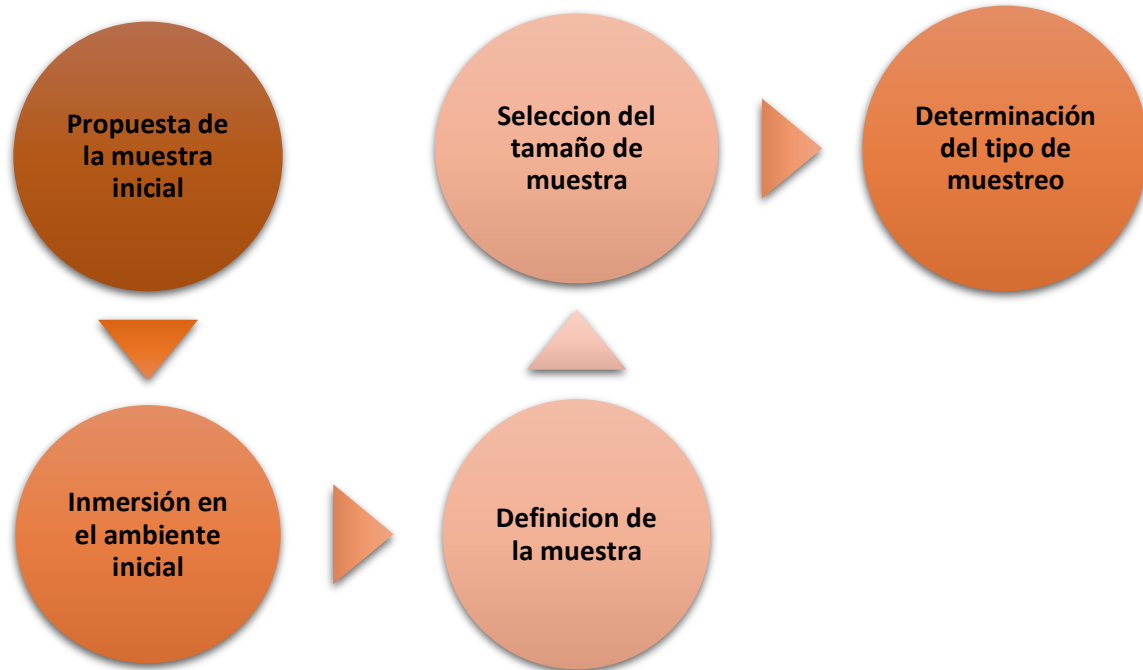 Propuesta de
la muestra
inicial
Inmersión en
el ambiente
inicial
Definicion de
la muestra
Seleccion del
tamaño de
muestra
Determinación
del tipo de
muestreo